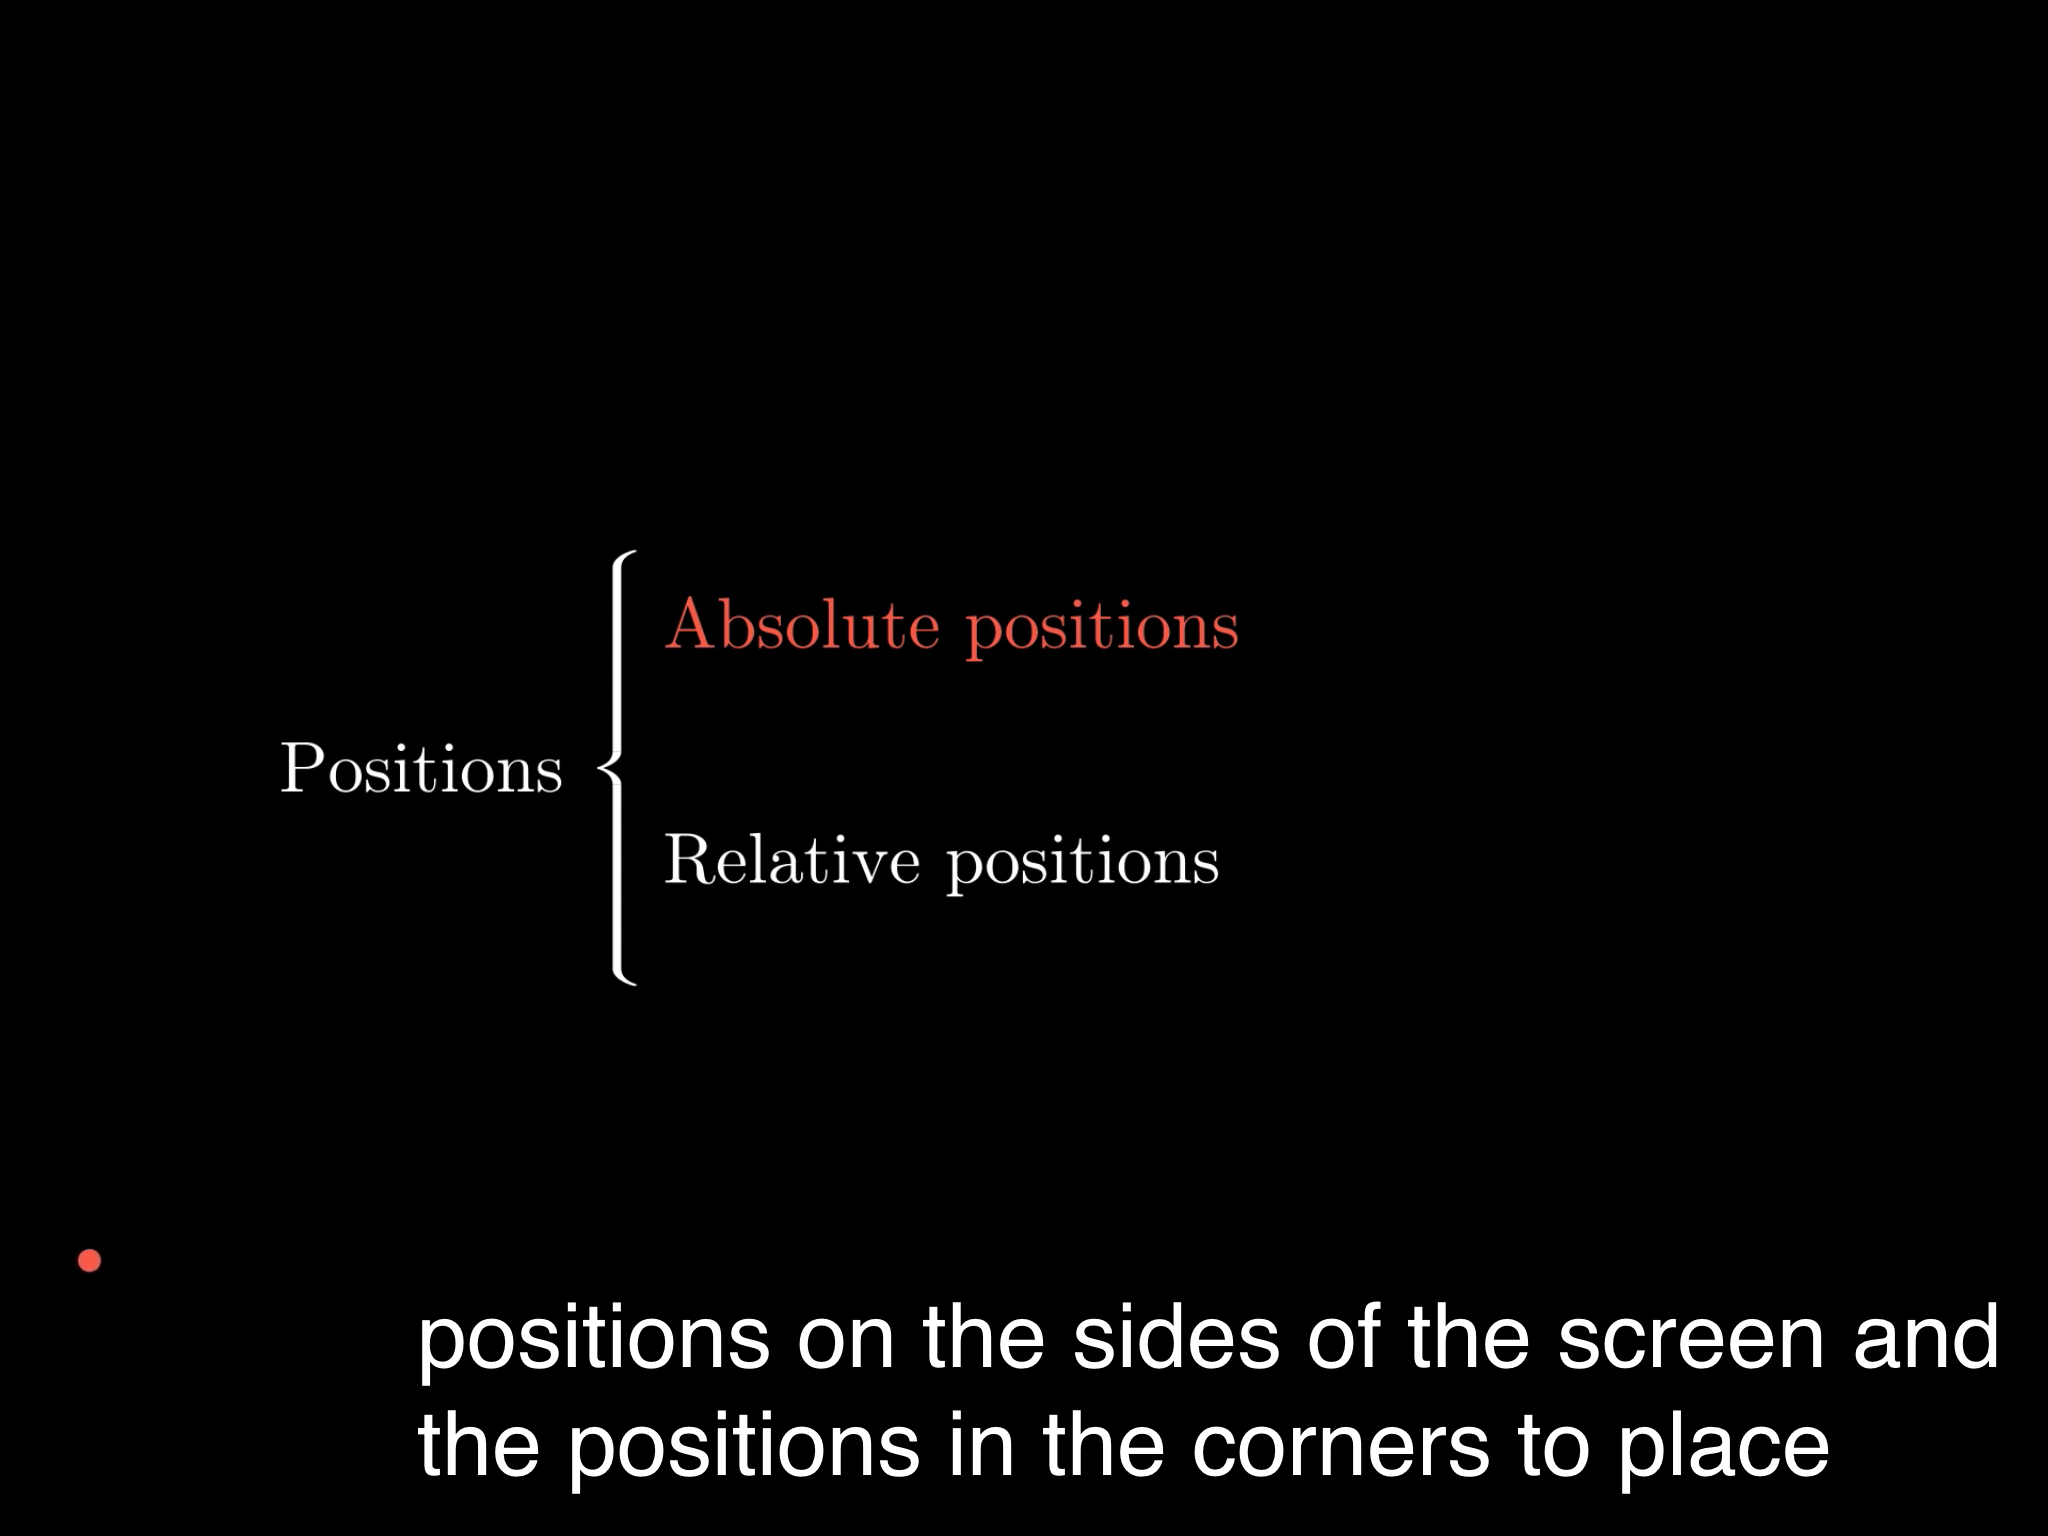 Absolute positions
Positions
Relative positions
positions on the sides of the screen and
the positions in the corners to place